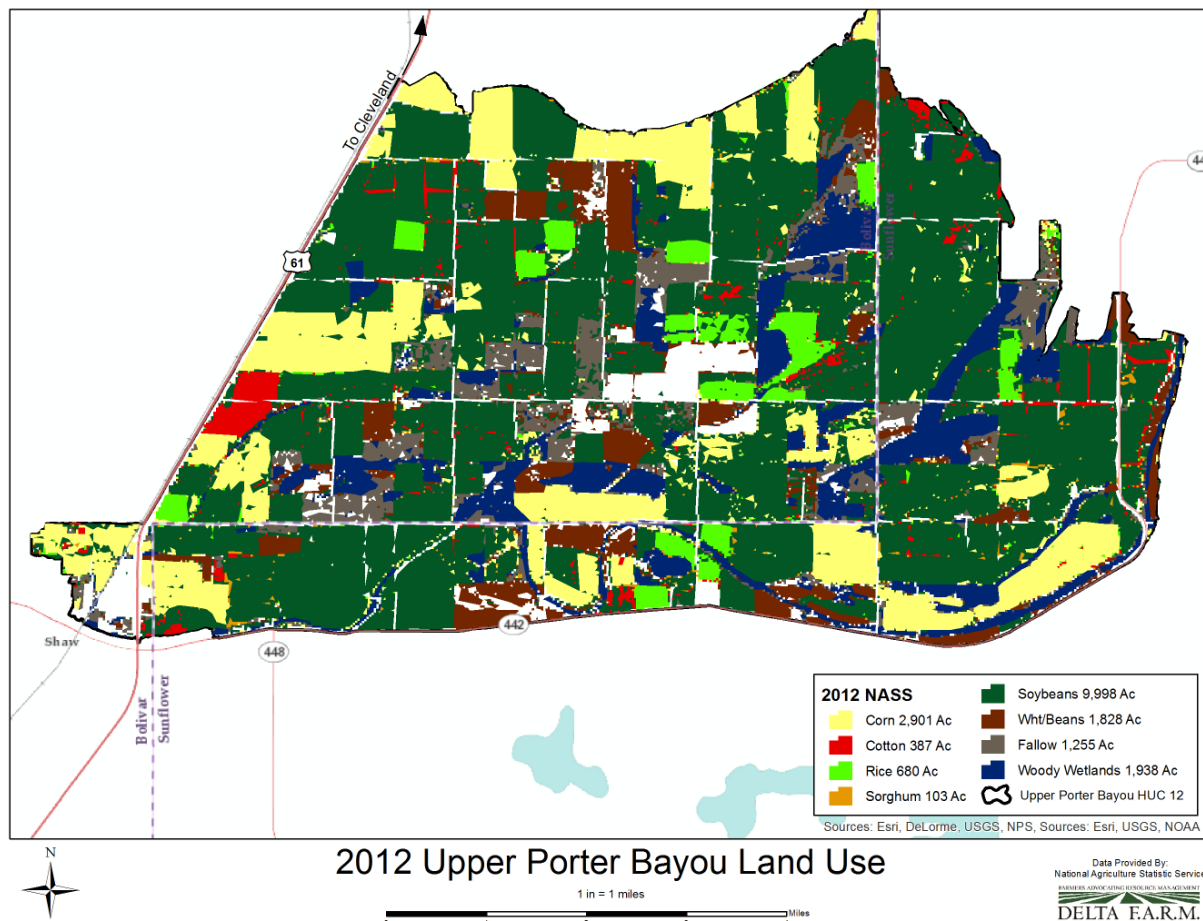 To Cleveland
44
61
Bolivar
Sunflower
Shaw
442
448
Bolivar
Sunflower
2012 NASS
Corn 2,901 Ac
Cotton 387 Ac
Rice 680 Ac
Sorghum 103 Ac
Soybeans 9,998 Ac
Wht/Beans 1,828 Ac
Fallow 1,255 Ac
Woody Wetlands 1,938 Ac
Upper Porter Bayou HUC 12
Sources: Esri, DeLorme, USGS, NPS, Sources: Esri, USGS, NOAA
N
2012 Upper Porter Bayou Land Use
1 in = 1 miles
Miles
Data Provided By:
National Agriculture Statistic Service
FARMERS ADVOCATING RESOURCE MANAGEMENT
DELTA F.A.R.M.